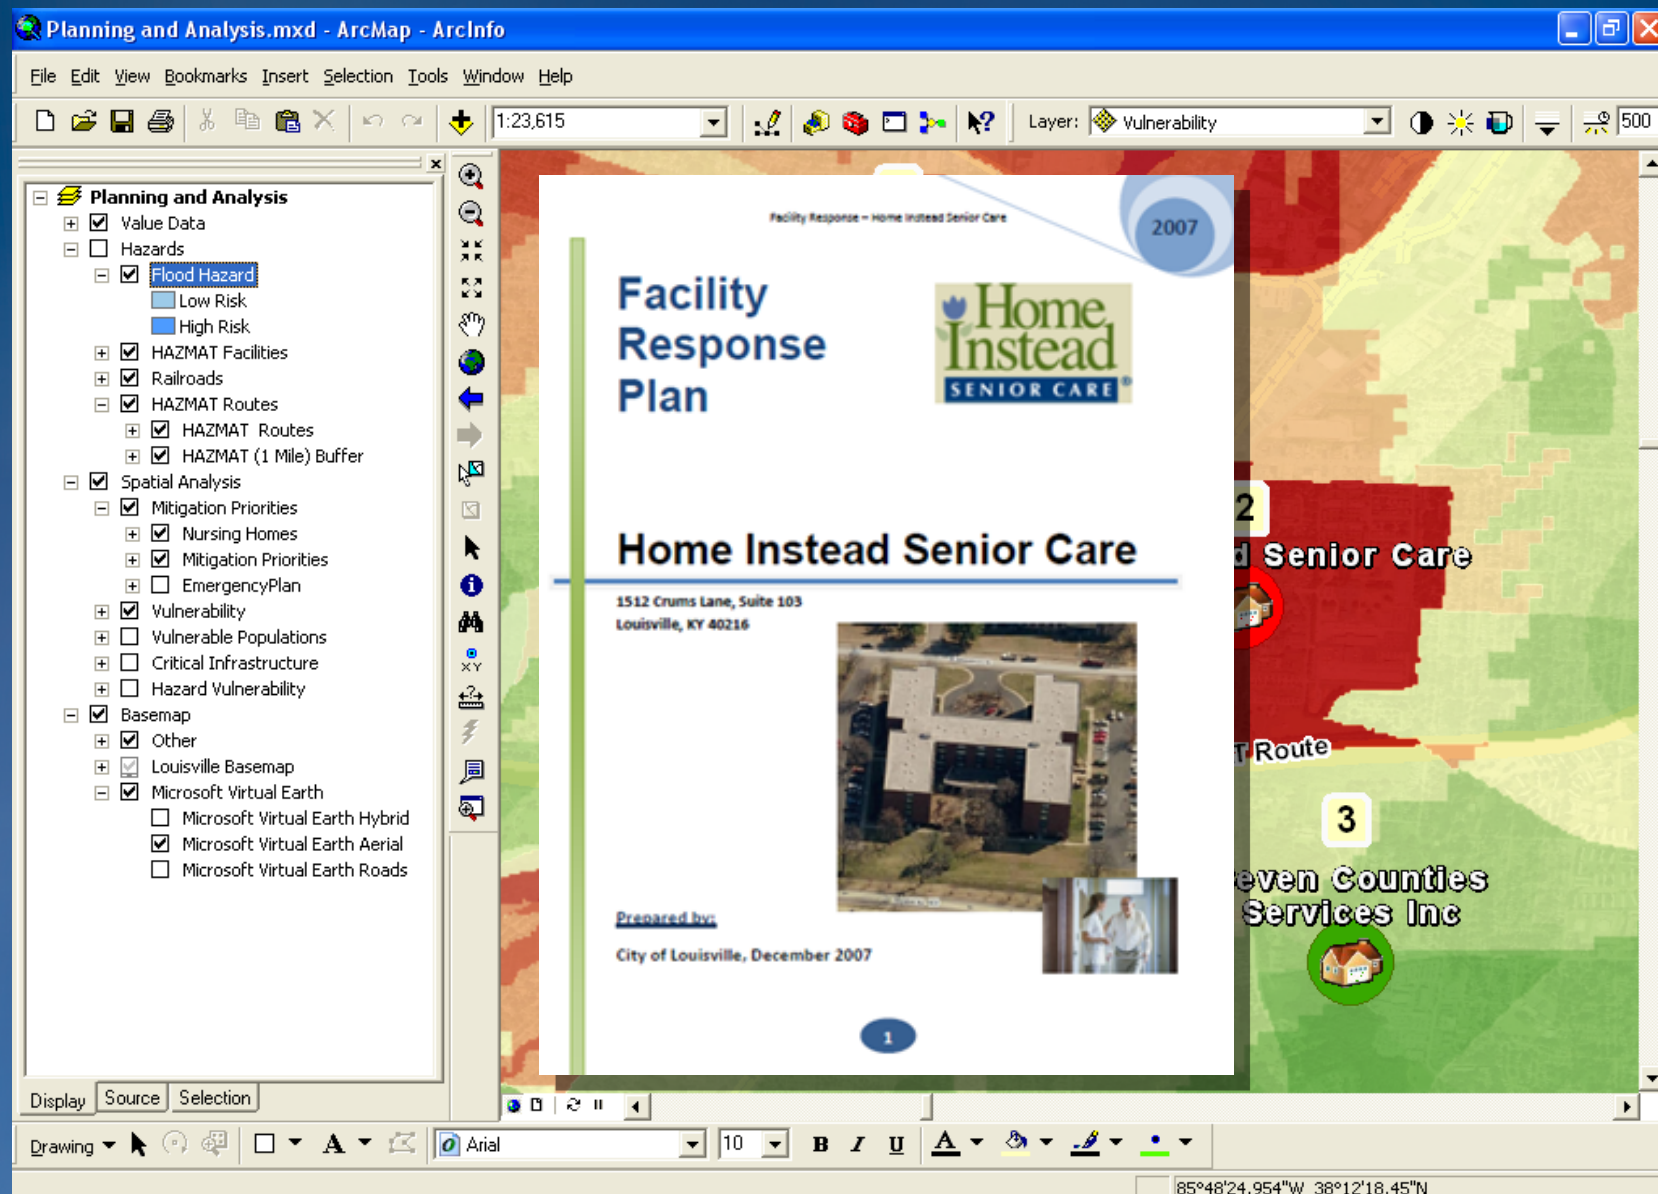 Planning and Analysis.mxd - ArcMap - ArcInfo
File Edit View Bookmarks Insert Selection Tools Window Help
1:23,615
Layer: Vulnerability
500
Planning and Analysis
Value Data
Hazards
Flood Hazard
Low Risk
High Risk
HAZMAT Facilities
Railroads
HAZMAT Routes
HAZMAT Routes
HAZMAT (1 Mile) Buffer
Spatial Analysis
Mitigation Priorities
Nursing Homes
Mitigation Priorities
EmergencyPlan
Vulnerability
Vulnerable Populations
Critical Infrastructure
Hazard Vulnerability
Basemap
Other
Louisville Basemap
Microsoft Virtual Earth
Microsoft Virtual Earth Hybrid
Microsoft Virtual Earth Aerial
Microsoft Virtual Earth Roads
Display Source Selection
XY
Facility Response – Home Instead Senior Care
2007
Facility
Response
Plan
Home
Instead
SENIOR CARE®
Home Instead Senior Care
1512 Crums Lane, Suite 103
Louisville, KY 40216
Prepared by:
City of Louisville, December 2007
1
2
d Senior Care
T Route
3
even Counties
Services Inc
Drawing A Arial 10 B I U A
85°48'24.954"W 38°12'18.45"N